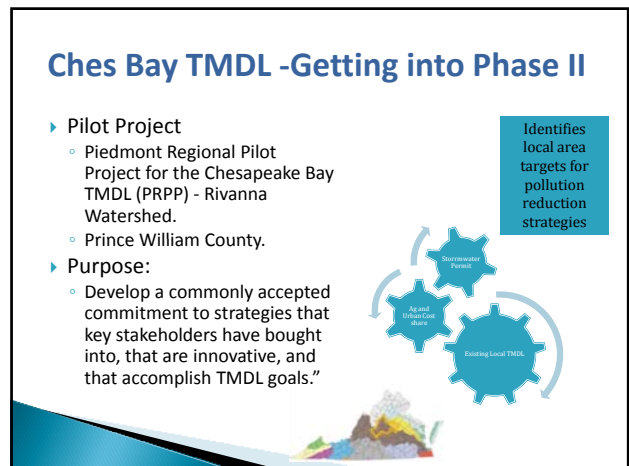 Ches Bay TMDL -Getting into Phase II
Pilot Project
Piedmont Regional Pilot
Project for the Chesapeake Bay
TMDL (PRPP) - Rivanna
Watershed.
Prince William County.
Purpose:
Develop a commonly accepted
commitment to strategies that
key stakeholders have bought
into, that are innovative, and
that accomplish TMDL goals.”
Identifies
local area
targets for
pollution
reduction
strategies
Stormwater
Permit
Ag and
Urban Cost
share
Existing Local TMDL